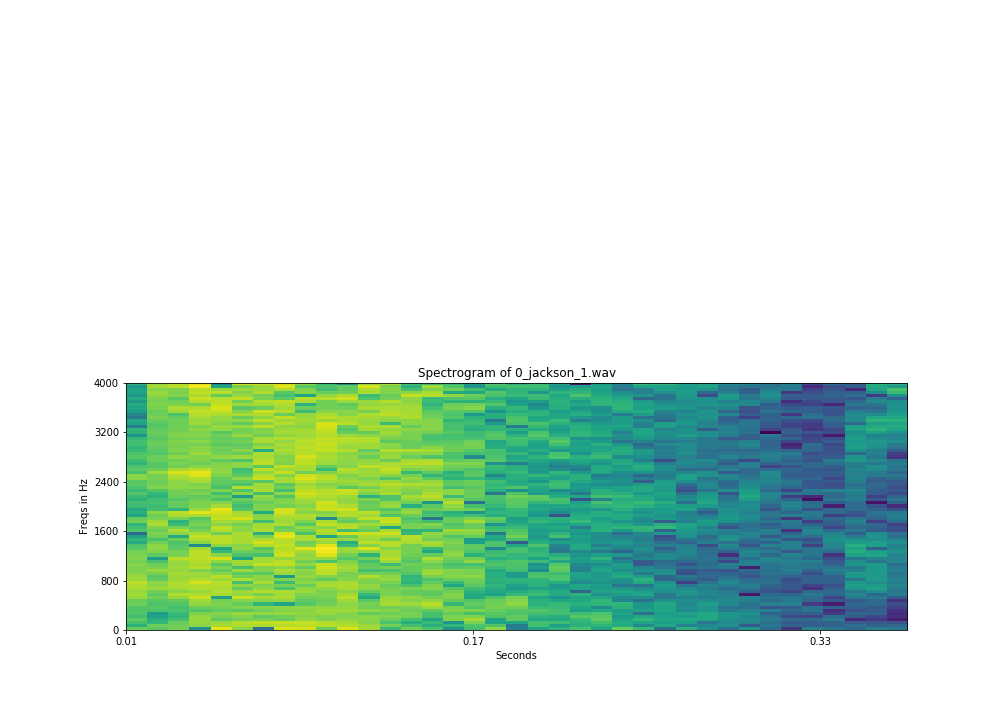 Spectrogram of 0_jackson_1.wav
4000
3200
2400
1600
800
0
Freqs in Hz
0.01 0.17 0.33
Seconds